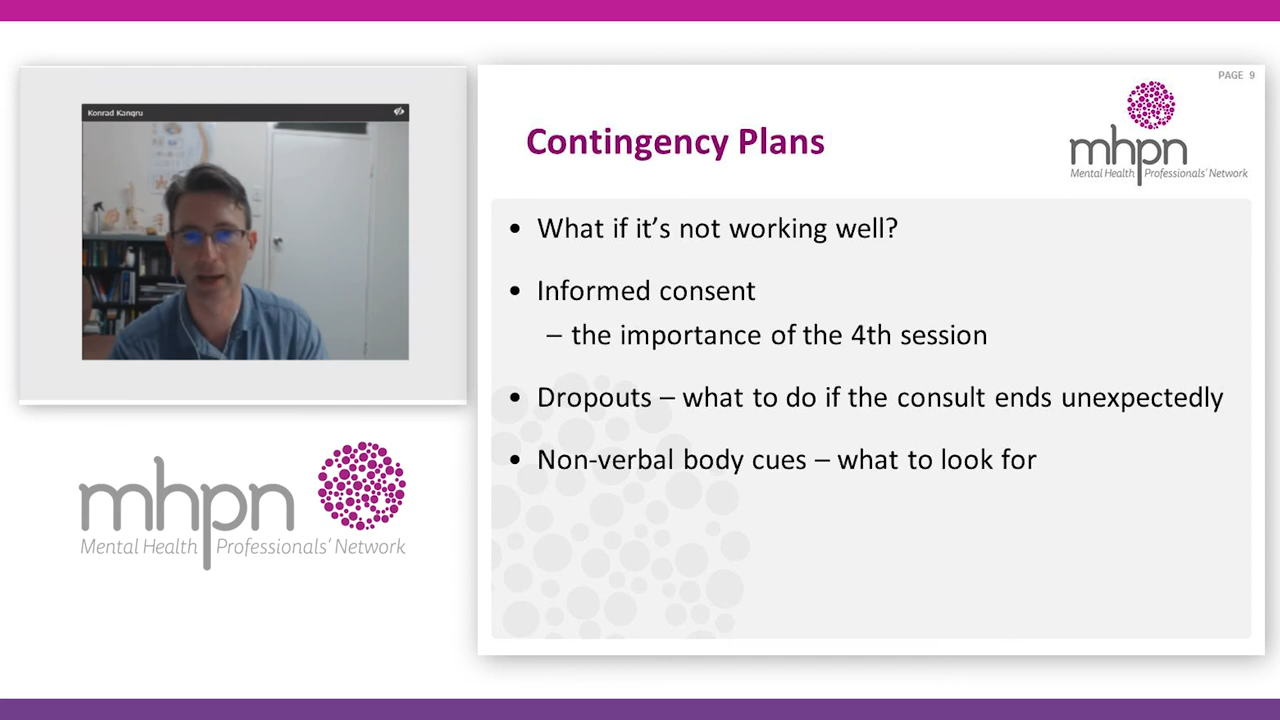 Konrad Kangru
PAGE 9
mhpn
Mental Health Professionals' Network
Contingency Plans
• What if it's not working well?
• Informed consent
– the importance of the 4th session
• Dropouts – what to do if the consult ends unexpectedly
• Non-verbal body cues – what to look for
mhpn
Mental Health Professionals' Network